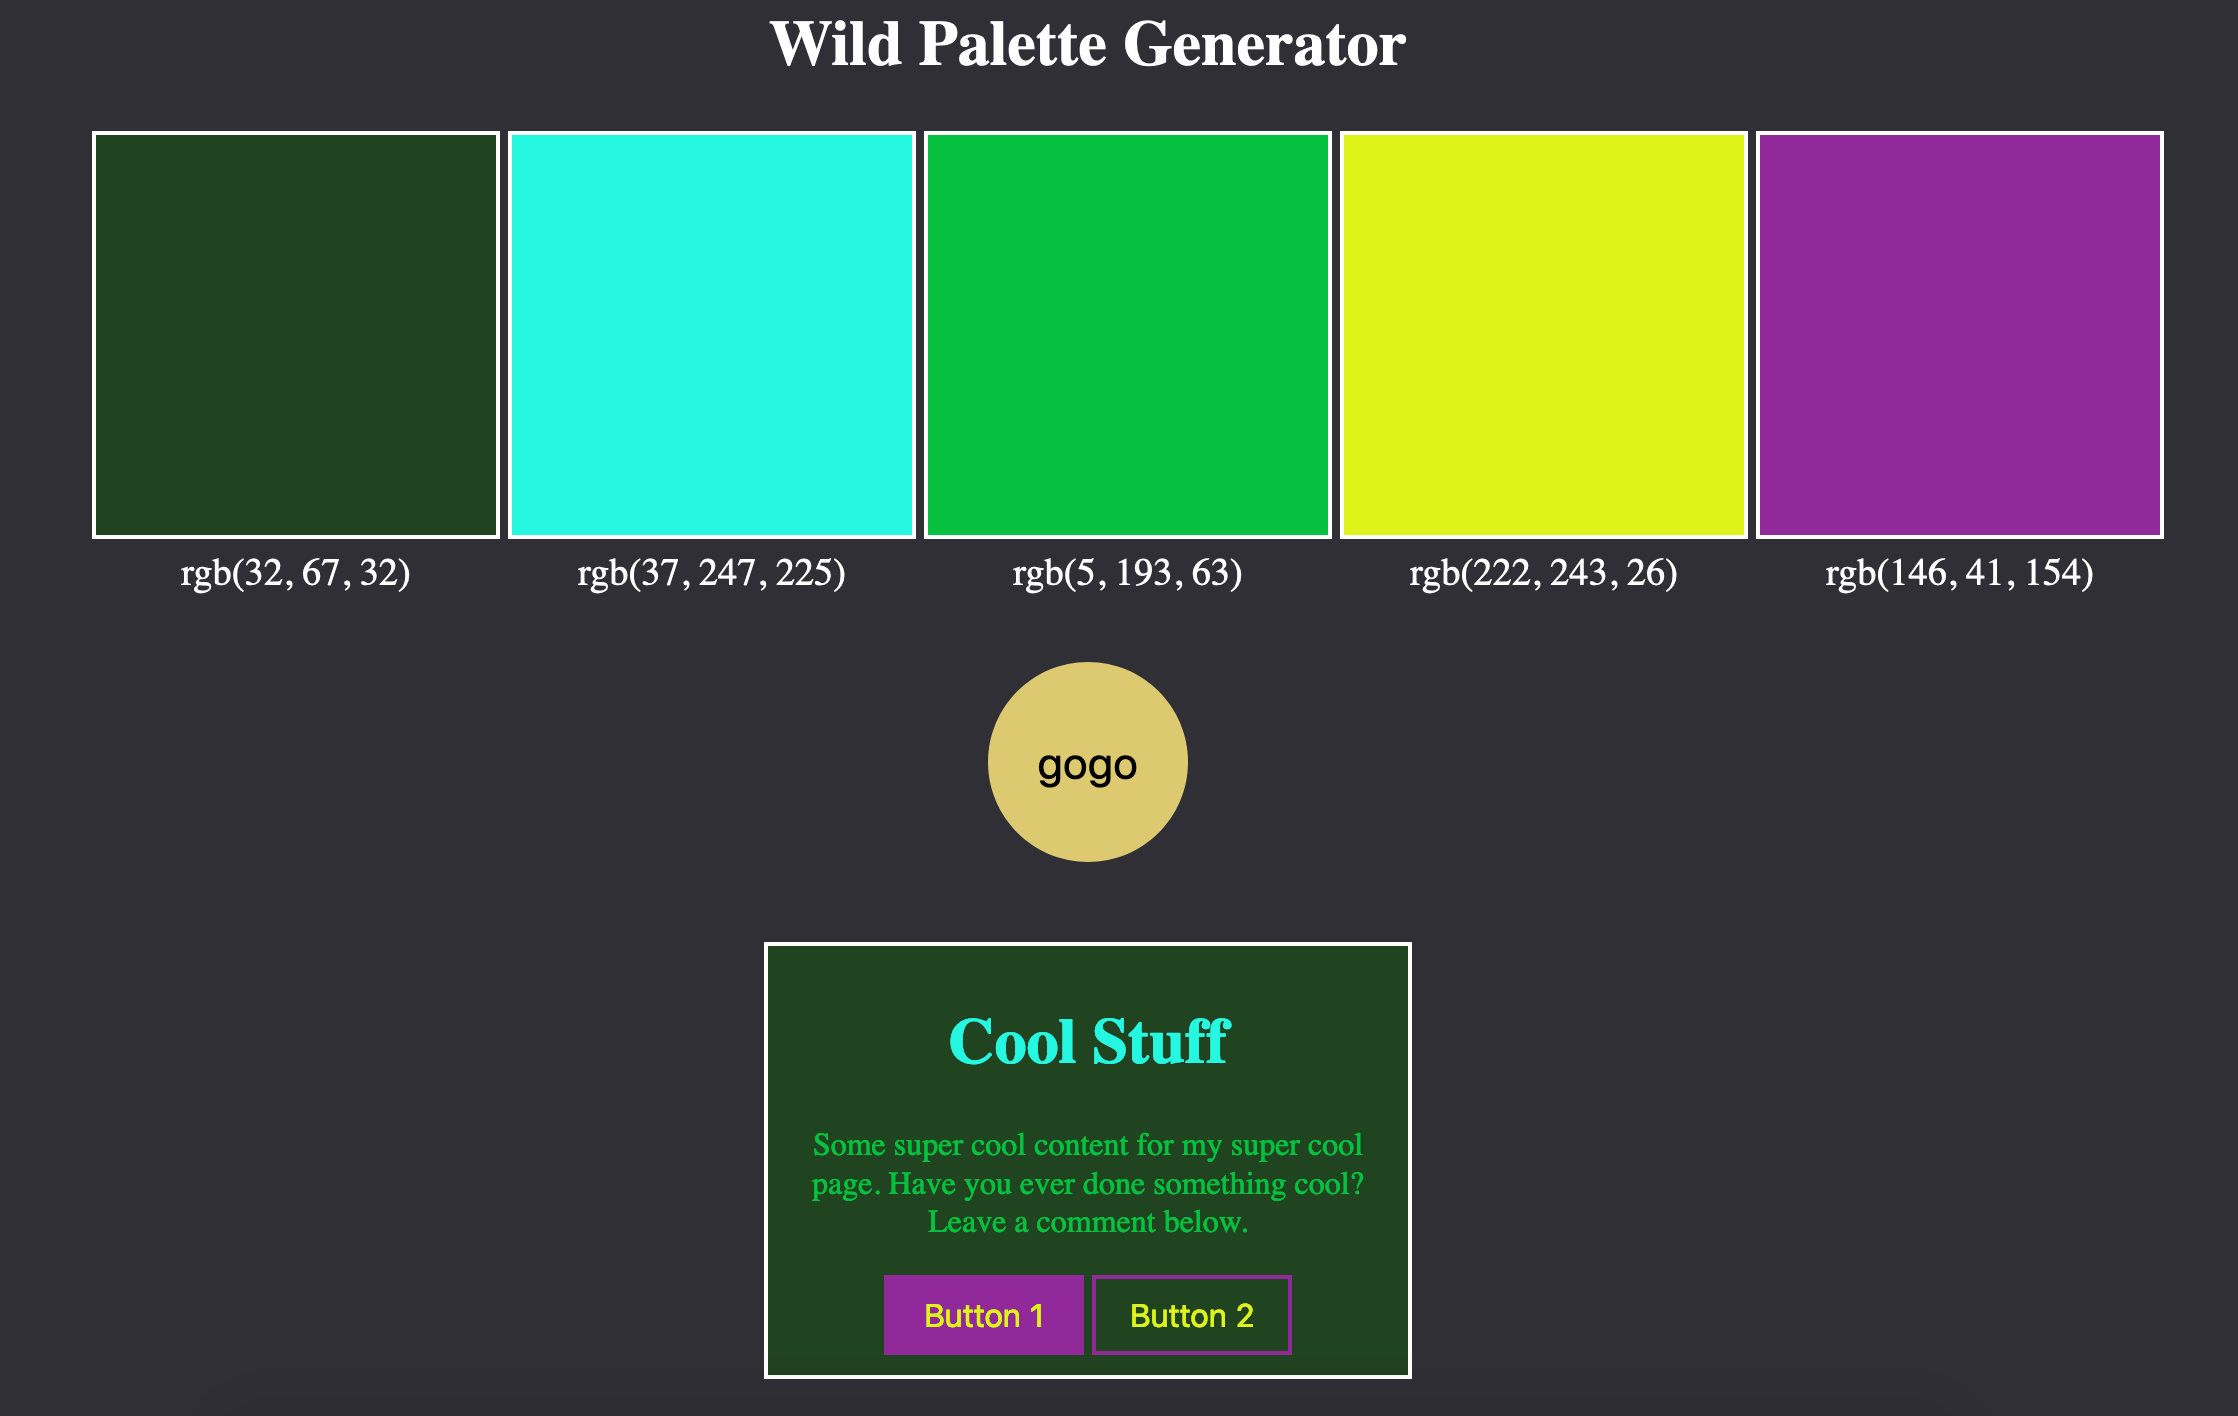 Wild Palette Generator
rgb(32, 67, 32)
rgb(37, 247, 225)
rgb(5, 193, 63)
rgb(222, 243, 26)
rgb(146, 41, 154)
gogo
Cool Stuff
Some super cool content for my super cool
page. Have you ever done something cool?
Leave a comment below.
Button 1
Button 2